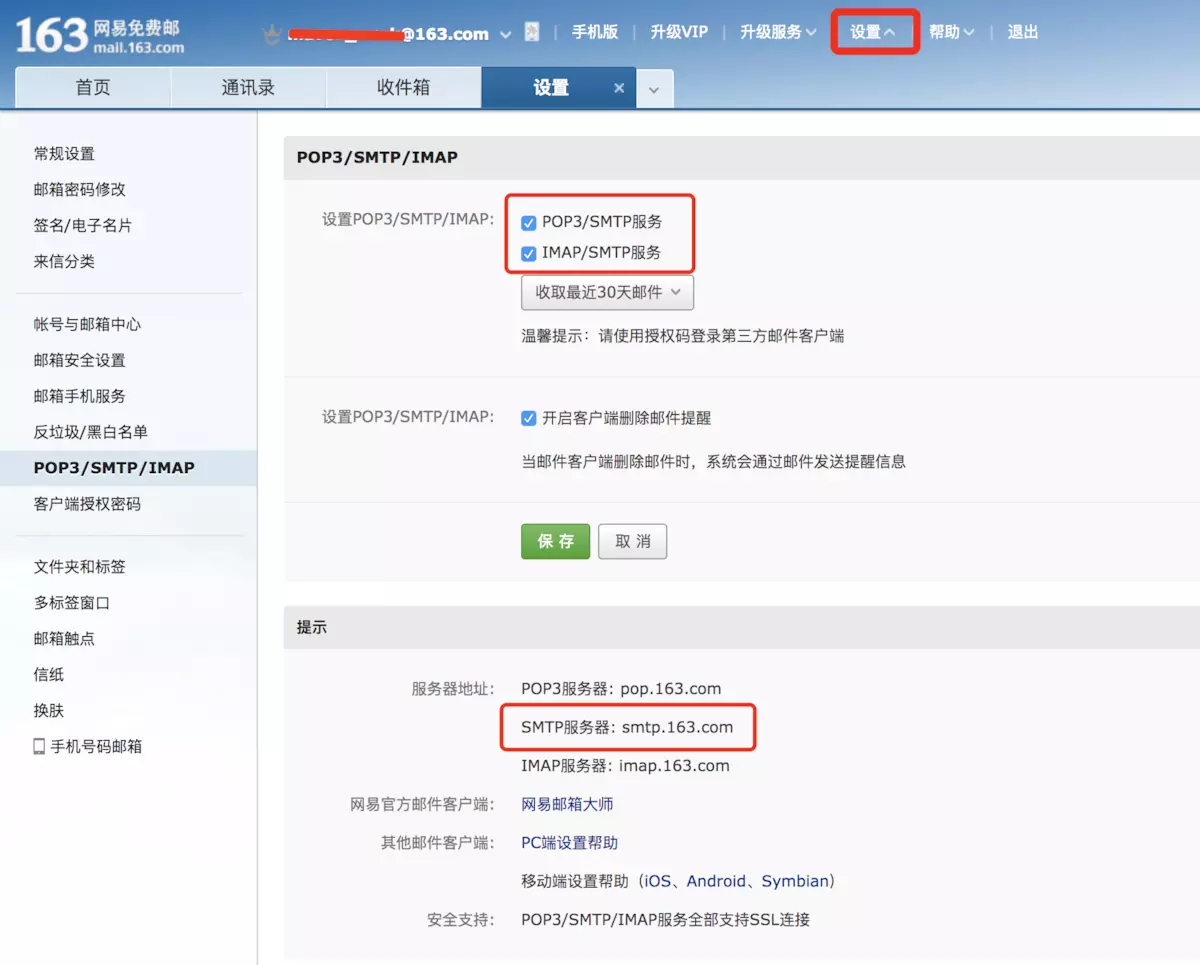 163 网易免费邮
mail.163.com
@163.com
手机版
升级VIP
升级服务
设置
帮助
退出
首页
通讯录
收件箱
设置
常规设置
邮箱密码修改
签名/电子名片
来信分类
帐号与邮箱中心
邮箱安全设置
邮箱手机服务
反垃圾/黑白名单
POP3/SMTP/IMAP
客户端授权密码
文件夹和标签
多标签窗口
邮箱触点
信纸
换肤
手机号码邮箱
POP3/SMTP/IMAP
设置POP3/SMTP/IMAP:
POP3/SMTP服务
IMAP/SMTP服务
收取最近30天邮件
温馨提示：请使用授权码登录第三方邮件客户端
设置POP3/SMTP/IMAP:
开启客户端删除邮件提醒
当邮件客户端删除邮件时，系统会通过邮件发送提醒信息
保 存
取 消
提示
服务器地址: POP3服务器: pop.163.com
SMTP服务器: smtp.163.com
IMAP服务器: imap.163.com
网易官方邮件客户端: 网易邮箱大师
其他邮件客户端: PC端设置帮助
移动端设置帮助（iOS、Android、Symbian）
安全支持: POP3/SMTP/IMAP服务全部支持SSL连接